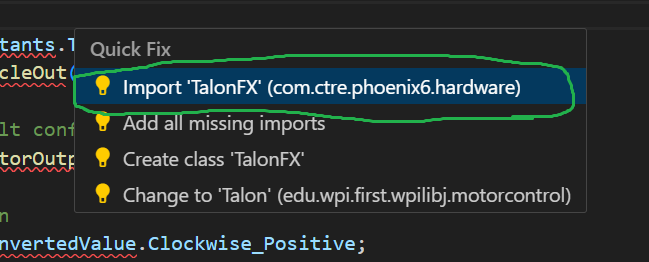 Quick Fix
tants.T
cleOut(
Import 'TalonFX' (com.ctre.phoenix6.hardware)
lt conf
Add all missing imports
torOutp
Create class 'TalonFX'
Change to 'Talon' (edu.wpi.first.wpilibj.motorcontrol)
n
nvertedValue.Clockwise_Positive;